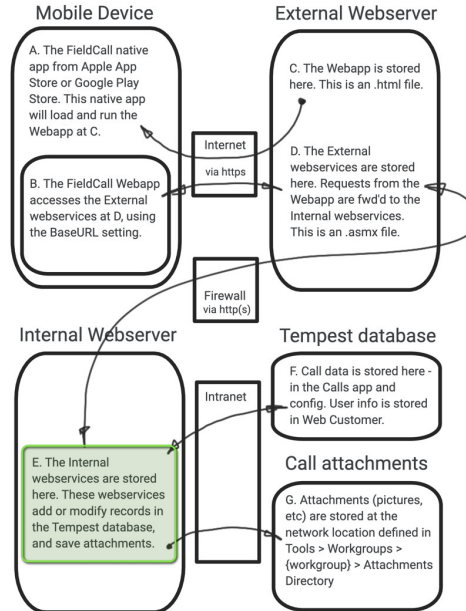 Mobile Device
External Webserver
A. The FieldCall native
app from Apple App
Store or Google Play
Store. This native app
will load and run the
Webapp at C.
C. The Webapp is stored
here. This is an .html file.
Internet
via https
B. The FieldCall Webapp
accesses the External
webservices at D, using
the BaseURL setting.
D. The External
webservices are stored
here. Requests from the
Webapp are fwd'd to the
Internal webservices.
This is an .asmx file.
Firewall
via http(s)
Internal Webserver
Tempest database
Intranet
F. Call data is stored here -
in the Calls app and
config. User info is stored
in Web Customer.
E. The Internal
webservices are stored
here. These webservices
add or modify records in
the Tempest database,
and save attachments.
Call attachments
G. Attachments (pictures,
etc) are stored at the
network location defined in
Tools > Workgroups >
{workgroup} > Attachments
Directory